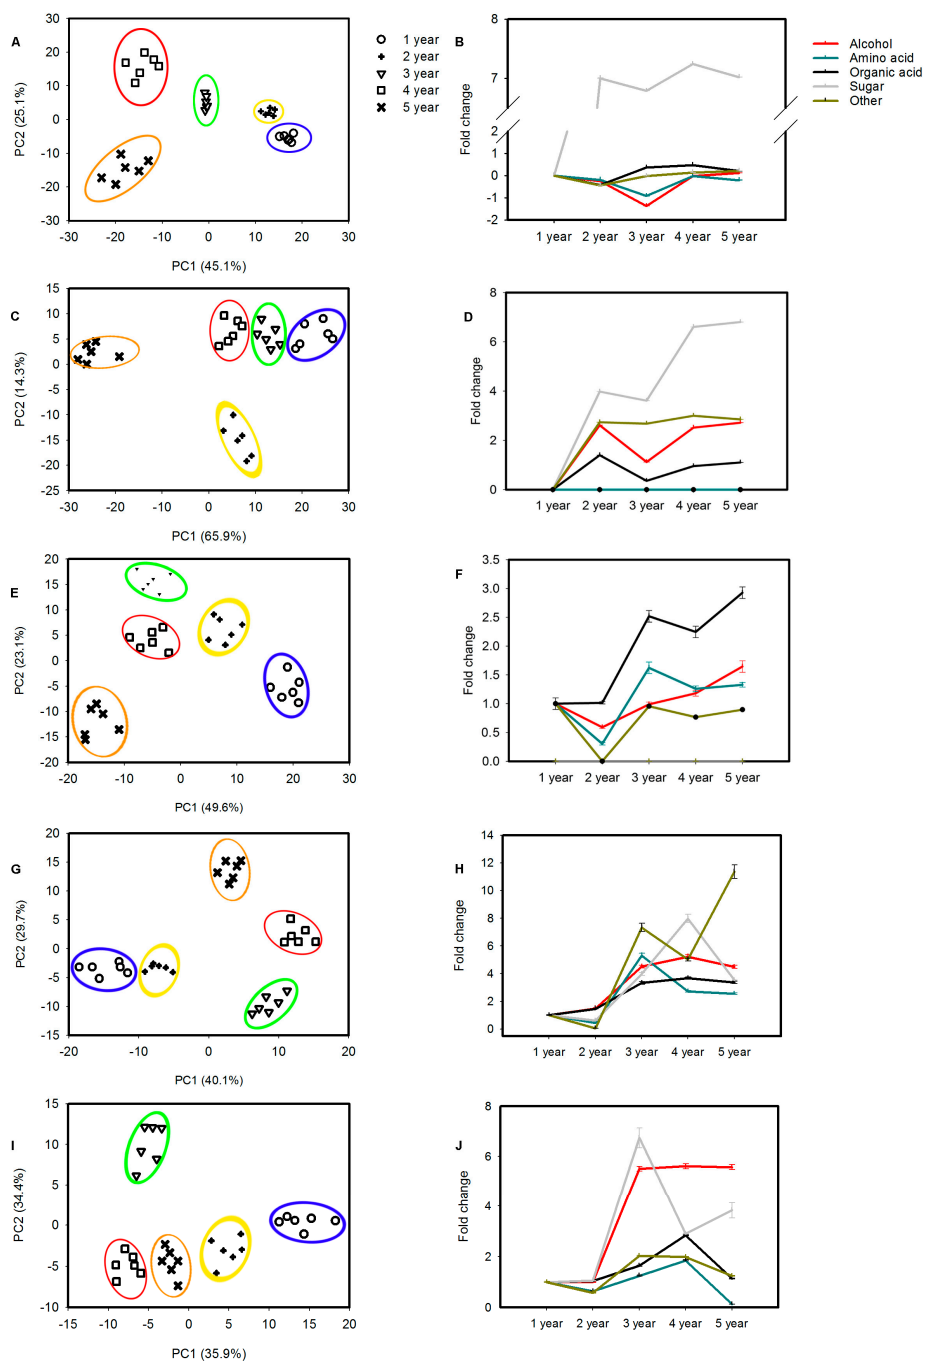 A
PC2 (25.1%)
30
20
10
0
-10
-20
-30
-30
-20
-10
0
10
20
30
PC1 (45.1%)
1 year
2 year
3 year
4 year
5 year
B
Fold change
8
7
2
1
0
-1
-2
1 year
2 year
3 year
4 year
5 year
Alcohol
Amino acid
Organic acid
Sugar
Other
C
PC2 (14.3%)
15
10
5
0
-5
-10
-15
-20
-25
-30
-20
-10
0
10
20
30
PC1 (65.9%)
D
Fold change
8
6
4
2
0
1 year
2 year
3 year
4 year
5 year
E
PC2 (23.1%)
20
15
10
5
0
-5
-10
-15
-20
-20
-10
0
10
20
30
PC1 (49.6%)
F
Fold change
3.5
3.0
2.5
2.0
1.5
1.0
0.5
0.0
1 year
2 year
3 year
4 year
5 year
G
PC2 (29.7%)
20
15
10
5
0
-5
-10
-15
-20
-10
0
10
20
PC1 (40.1%)
H
Fold change
14
12
10
8
6
4
2
0
1 year
2 year
3 year
4 year
5 year
I
PC2 (34.4%)
15
10
5
0
-5
-10
-15
-10
-5
0
5
10
15
20
PC1 (35.9%)
J
Fold change
8
6
4
2
0
1 year
2 year
3 year
4 year
5 year